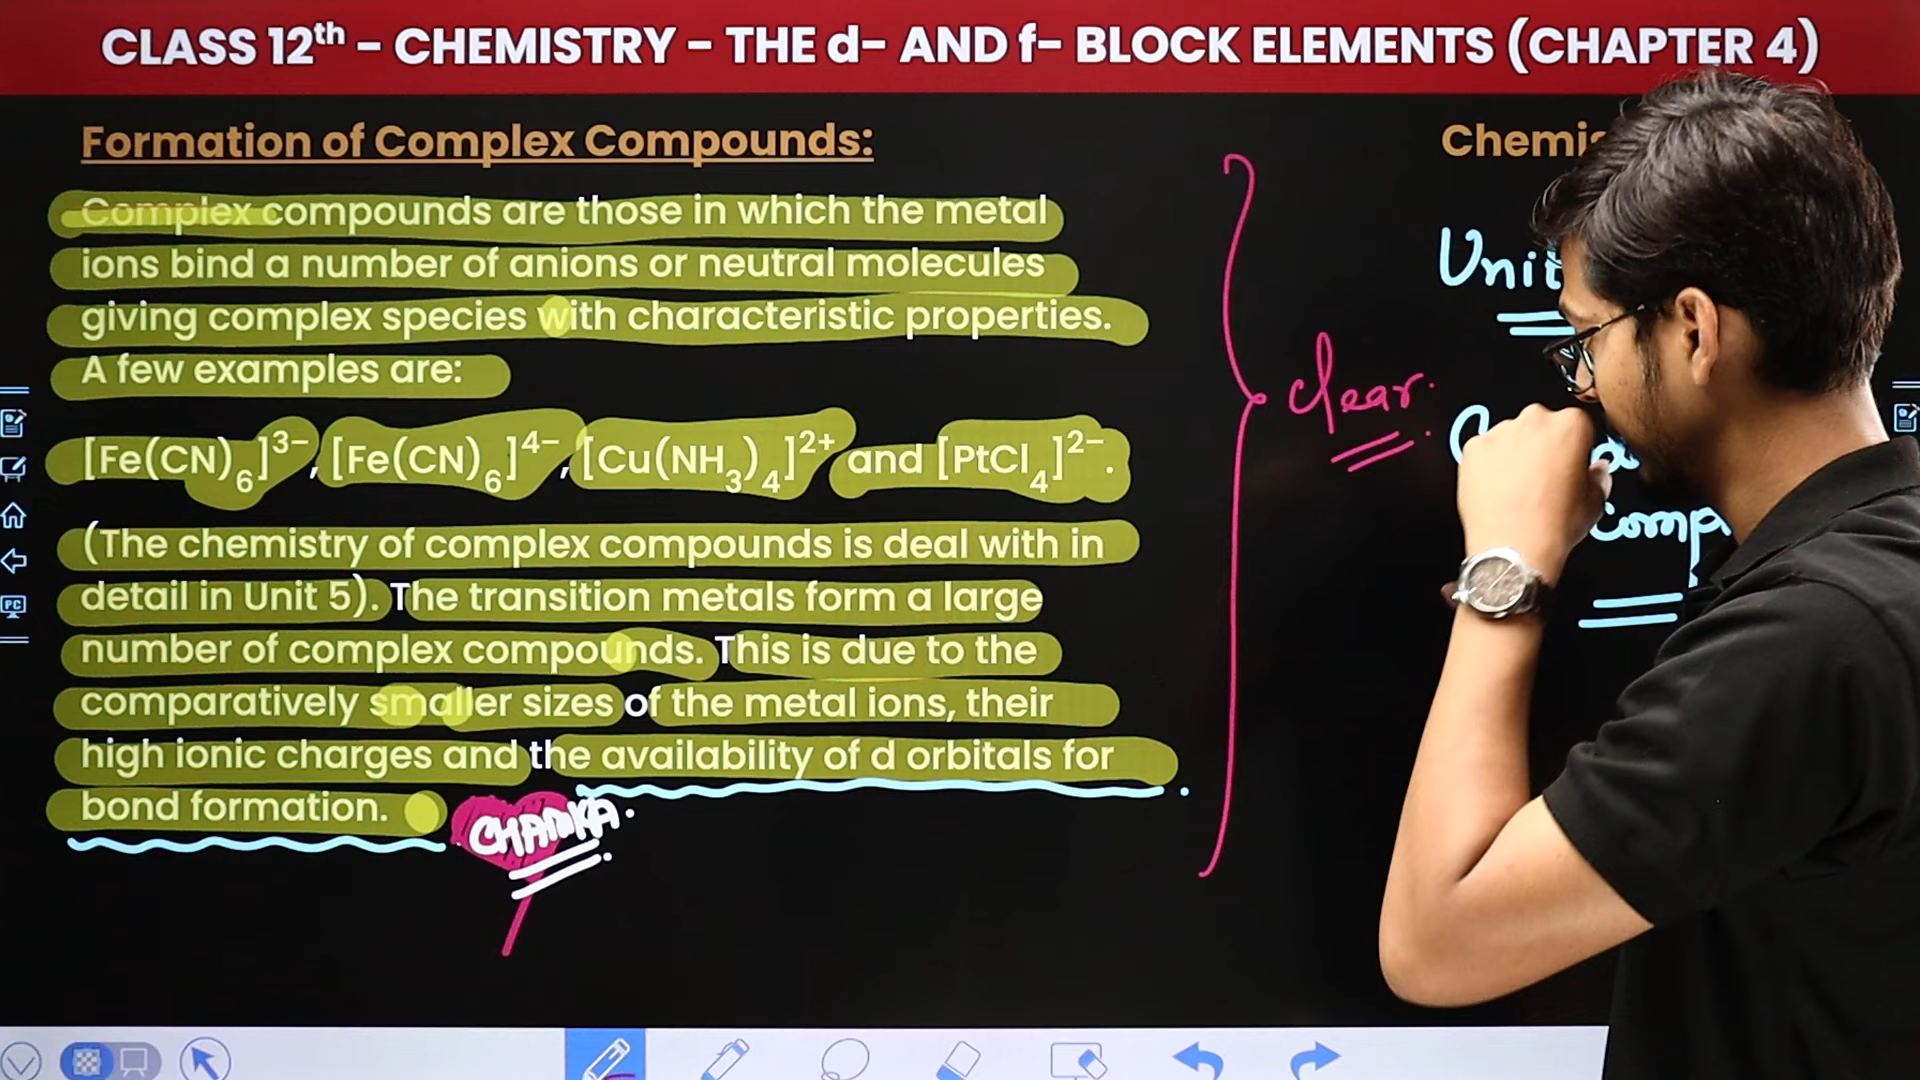 CLASS 12th - CHEMISTRY - THE d- AND f- BLOCK ELEMENTS (CHAPTER 4)
Formation of Complex Compounds:
Complex compounds are those in which the metal
ions bind a number of anions or neutral molecules
giving complex species with characteristic properties.
A few examples are:
[Fe(CN)6]3–, [Fe(CN)6]4–, [Cu(NH3)4]2+ and [PtCl4]2–.
(The chemistry of complex compounds is deal with in
detail in Unit 5). The transition metals form a large
number of complex compounds. This is due to the
comparatively smaller sizes of the metal ions, their
high ionic charges and the availability of d orbitals for
bond formation.
CHAMKA.
clear.
Chemis
Unit
comp
PC